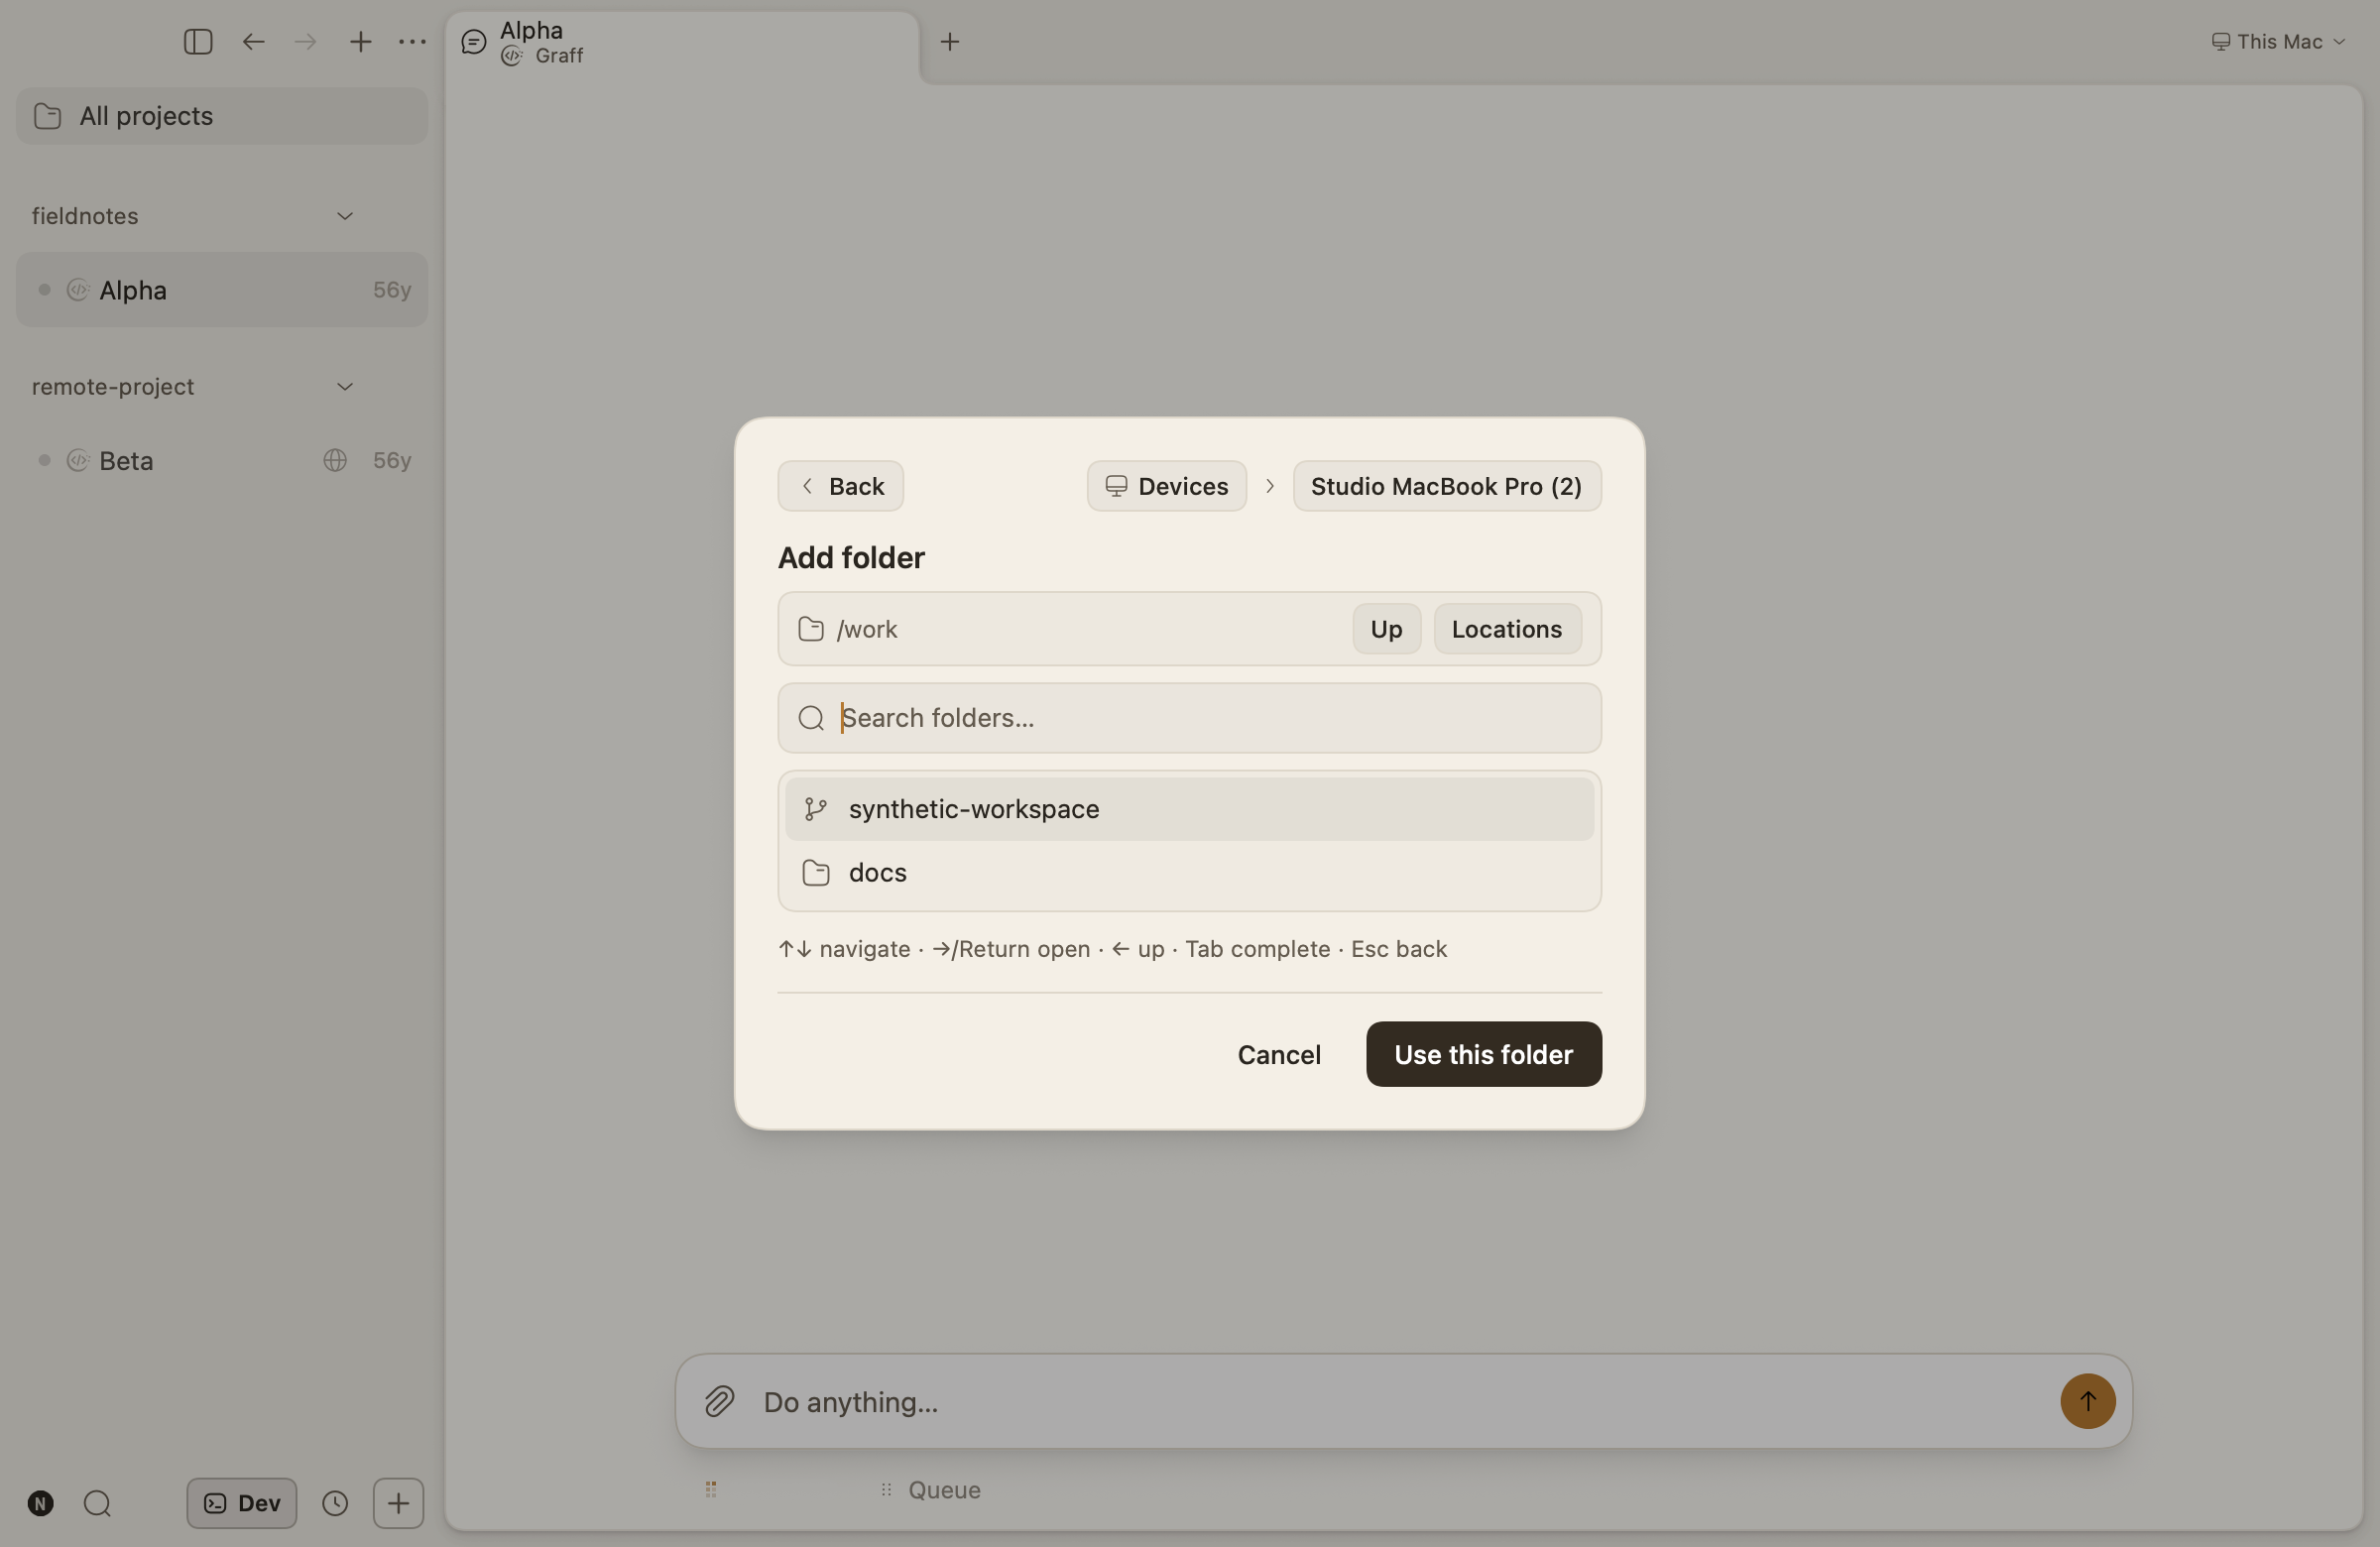 Alpha
Graff
This Mac
All projects
fieldnotes
Alpha 56y
remote-project
Beta 56y
Back
Devices
Studio MacBook Pro (2)
Add folder
/work
Up
Locations
Search folders...
synthetic-workspace
docs
↑↓ navigate · →/Return open · ← up · Tab complete · Esc back
Cancel
Use this folder
Do anything...
Queue
N
Dev